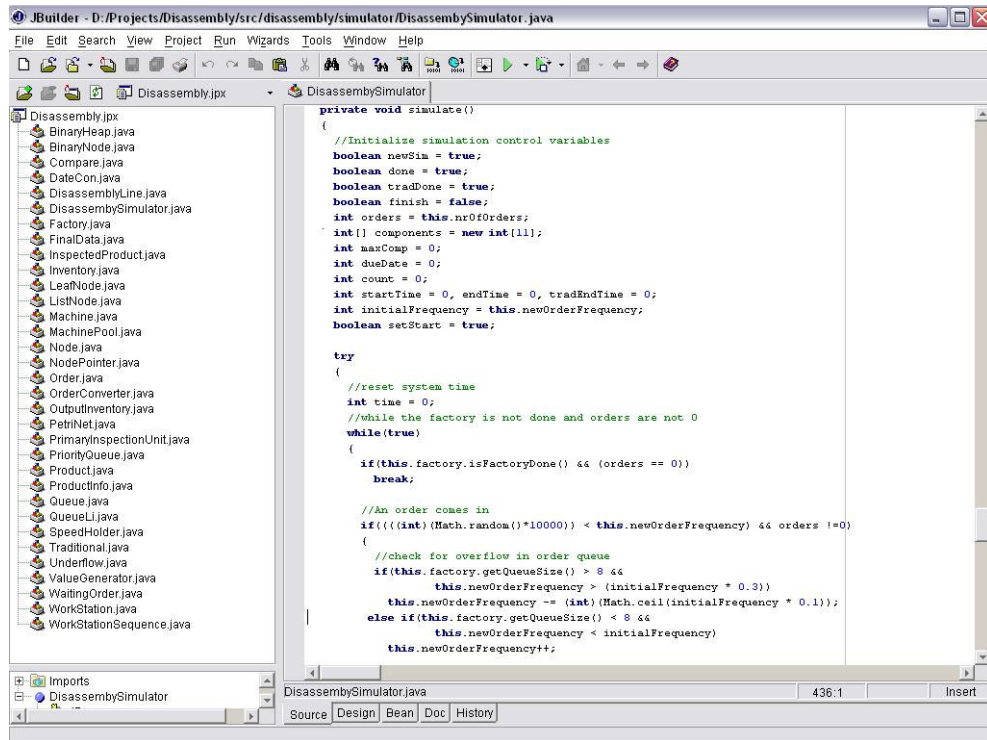 JBuilder - D:/Projects/Disassembly/src/disassembly/simulator/DisassembySimulator.java
File Edit Search View Project Run Wizards Tools Window Help
Disassembly.jpx
DisassembySimulator
Disassembly.jpx
BinaryHeap.java
BinaryNode.java
Compare.java
DateCon.java
DisassemblyLine.java
DisassembySimulator.java
Factory.java
FinalData.java
InspectedProduct.java
Inventory.java
LeafNode.java
ListNode.java
Machine.java
MachinePool.java
Node.java
NodePointer.java
Order.java
OrderConverter.java
OutputInventory.java
PetriNet.java
PrimaryInspectionUnit.java
PriorityQueue.java
Product.java
ProductInfo.java
Queue.java
QueueLi.java
SpeedHolder.java
Traditional.java
Underflow.java
ValueGenerator.java
WaitingOrder.java
WorkStation.java
WorkStationSequence.java
Imports
DisassembySimulator
private void simulate()
{
//Initialize simulation control variables
boolean newSim = true;
boolean done = true;
boolean tradDone = true;
boolean finish = false;
int orders = this.nrOfOrders;
int[] components = new int[11];
int maxComp = 0;
int dueDate = 0;
int count = 0;
int startTime = 0, endTime = 0, tradEndTime = 0;
int initialFrequency = this.newOrderFrequency;
boolean setStart = true;
try
{
//reset system time
int time = 0;
//while the factory is not done and orders are not 0
while(true)
{
if(this.factory.isFactoryDone() && (orders == 0))
break;
//An order comes in
if((((int)(Math.random()*10000)) < this.newOrderFrequency) && orders !=0)
{
//check for overflow in order queue
if(this.factory.getQueueSize() > 8 &&
this.newOrderFrequency > (initialFrequency * 0.3))
this.newOrderFrequency -= (int)(Math.ceil(initialFrequency * 0.1));
else if(this.factory.getQueueSize() < 8 &&
this.newOrderFrequency < initialFrequency)
this.newOrderFrequency++;
DisassembySimulator.java 436:1 Insert
Source Design Bean Doc History